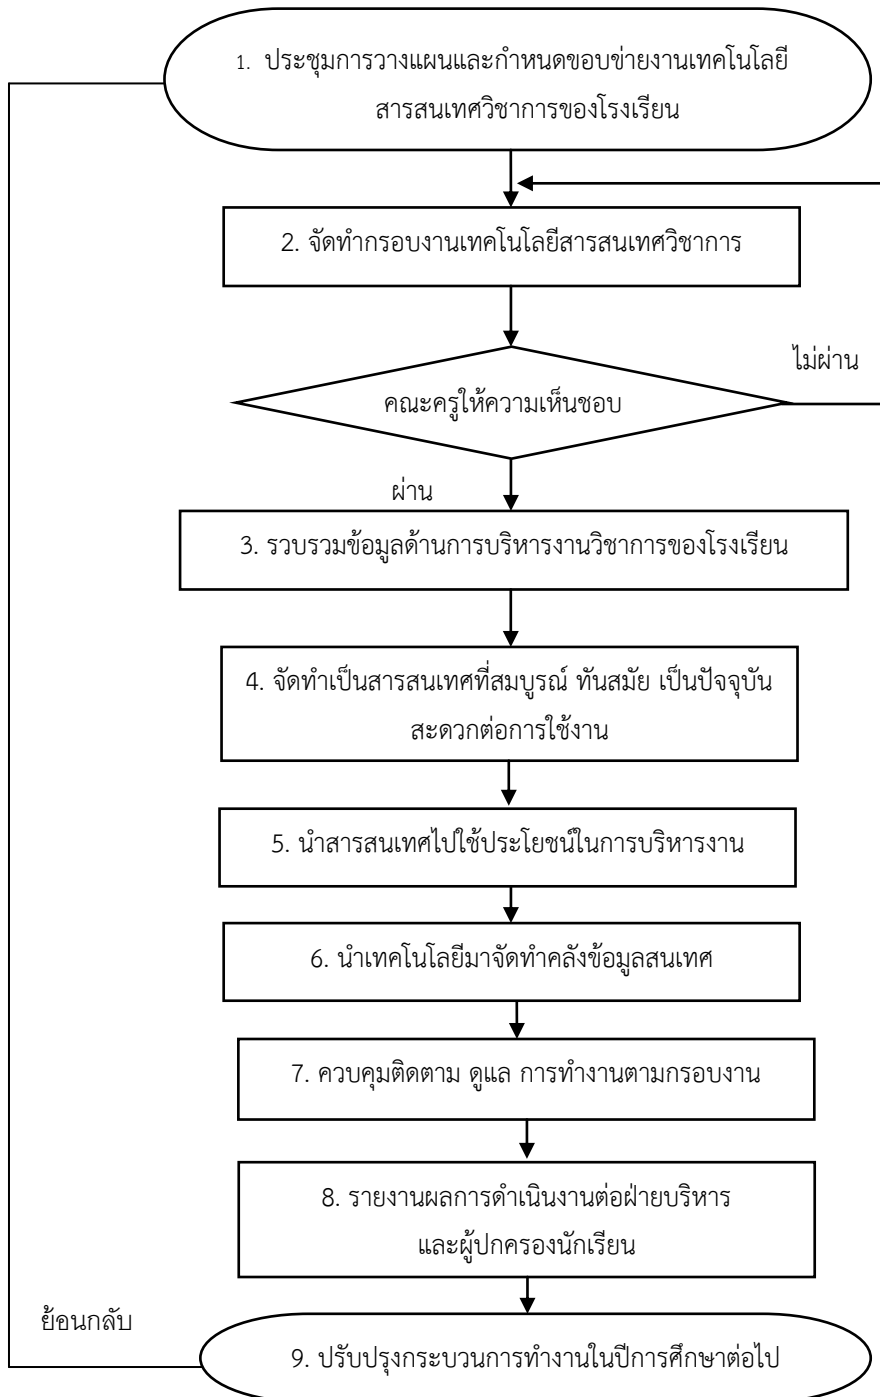 1. ประชุมการวางแผนและกำหนดขอบข่ายงานเทคโนโลยี
สารสนเทศวิชาการของโรงเรียน
2. จัดทำกรอบงานเทคโนโลยีสารสนเทศวิชาการ
ไม่ผ่าน
คณะครูให้ความเห็นชอบ
ผ่าน
3. รวบรวมข้อมูลด้านการบริหารงานวิชาการของโรงเรียน
4. จัดทำเป็นสารสนเทศที่สมบูรณ์ ทันสมัย เป็นปัจจุบัน
สะดวกต่อการใช้งาน
5. นำสารสนเทศไปใช้ประโยชน์ในการบริหารงาน
6. นำเทคโนโลยีมาจัดทำคลังข้อมูลสนเทศ
7. ควบคุมติดตาม ดูแล การทำงานตามกรอบงาน
8. รายงานผลการดำเนินงานต่อฝ่ายบริหาร
และผู้ปกครองนักเรียน
ย้อนกลับ
9. ปรับปรุงกระบวนการทำงานในปีการศึกษาต่อไป